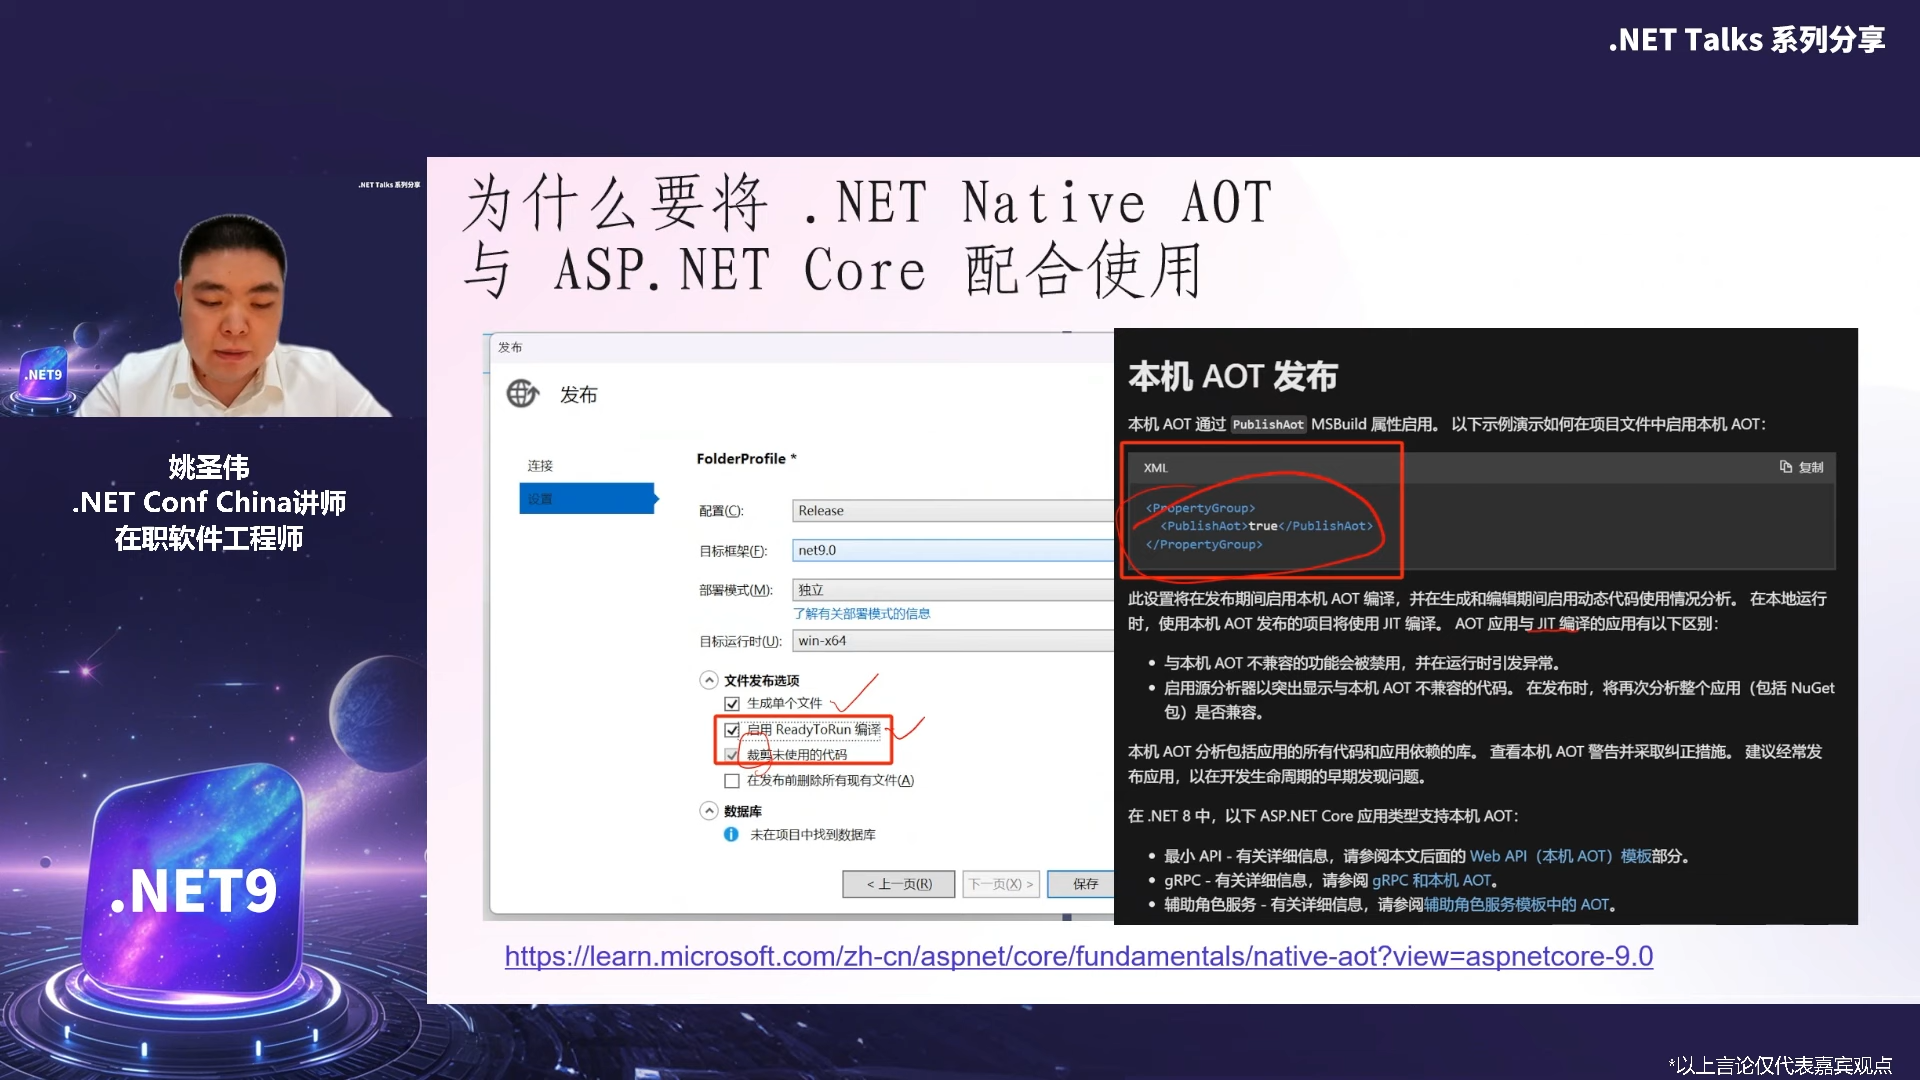 .NET Talks 系列分享
.NET Talks 系列分享
.NET9
姚圣伟
.NET Conf China讲师
在职软件工程师
.NET9
为什么要将 .NET Native AOT
与 ASP.NET Core 配合使用
发布
发布
连接
设置
FolderProfile *
配置(C):
Release
目标框架(F):
net9.0
部署模式(M):
独立
了解有关部署模式的信息
目标运行时(U):
win-x64
文件发布选项
生成单个文件
启用 ReadyToRun 编译
裁剪未使用的代码
在发布前删除所有现有文件(A)
数据库
未在项目中找到数据库
< 上一页(R)
下一页(X) >
保存
本机 AOT 发布
本机 AOT 通过 PublishAot MSBuild 属性启用。 以下示例演示如何在项目文件中启用本机 AOT：
XML
复制
<PropertyGroup>
<PublishAot>true</PublishAot>
</PropertyGroup>
此设置将在发布期间启用本机 AOT 编译，并在生成和编辑期间启用动态代码使用情况分析。 在本地运行
时，使用本机 AOT 发布的项目将使用 JIT 编译。 AOT 应用与 JIT 编译的应用有以下区别：
• 与本机 AOT 不兼容的功能会被禁用，并在运行时引发异常。
• 启用源分析器以突出显示与本机 AOT 不兼容的代码。 在发布时，将再次分析整个应用（包括 NuGet
包）是否兼容。
本机 AOT 分析包括应用的所有代码和应用依赖的库。 查看本机 AOT 警告并采取纠正措施。 建议经常发
布应用，以在开发生命周期的早期发现问题。
在 .NET 8 中，以下 ASP.NET Core 应用类型支持本机 AOT：
• 最小 API - 有关详细信息，请参阅本文后面的 Web API（本机 AOT）模板部分。
• gRPC - 有关详细信息，请参阅 gRPC 和本机 AOT。
• 辅助角色服务 - 有关详细信息，请参阅辅助角色服务模板中的 AOT。
https://learn.microsoft.com/zh-cn/aspnet/core/fundamentals/native-aot?view=aspnetcore-9.0
*以上言论仅代表嘉宾观点